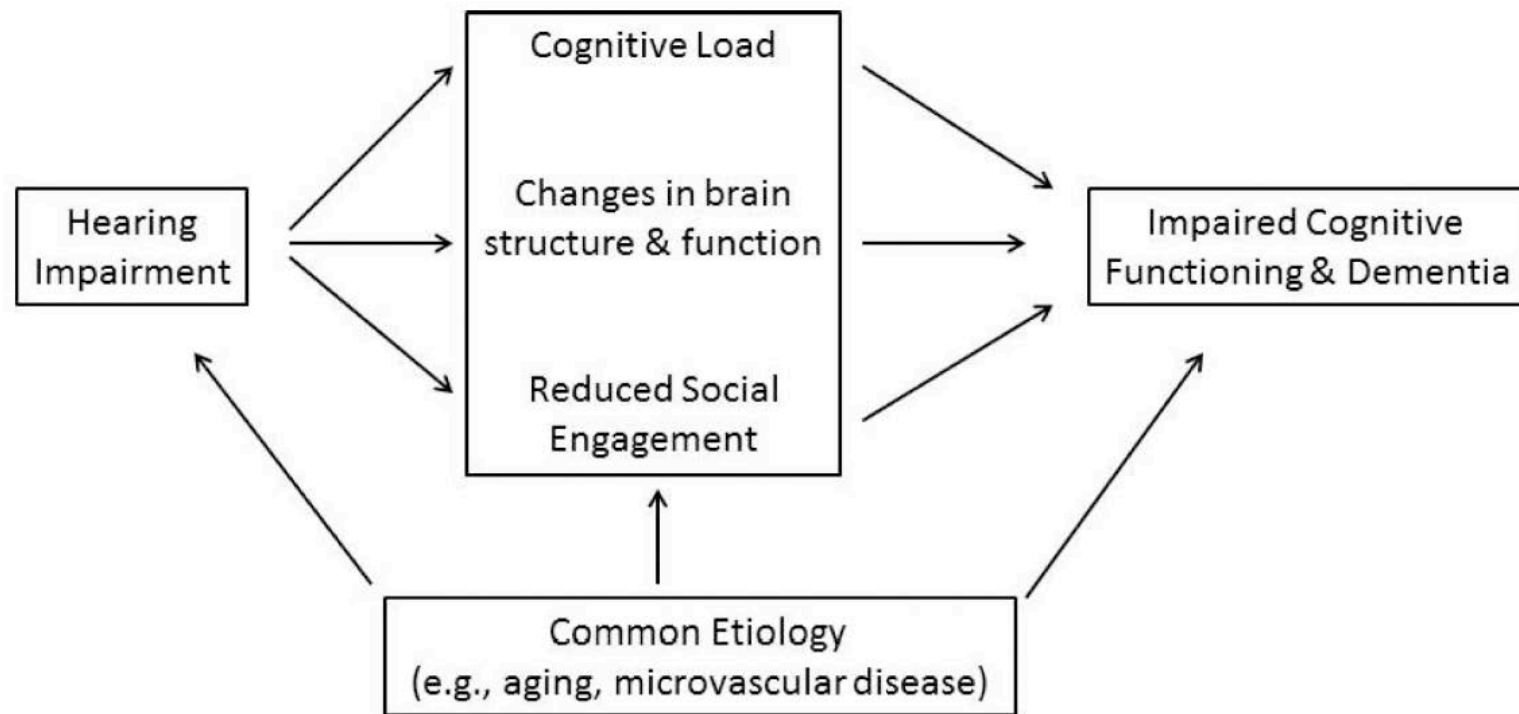 Cognitive Load
Changes in brain
structure & function
Reduced Social
Engagement
Hearing
Impairment
Impaired Cognitive
Functioning & Dementia
Common Etiology
(e.g., aging, microvascular disease)